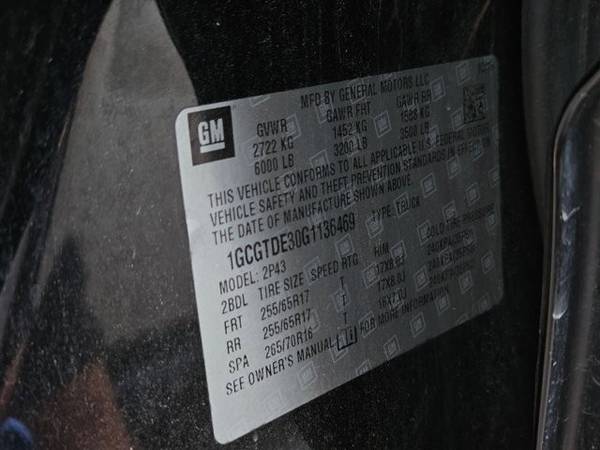 MFD BY GENERAL MOTORS LLC
GM
GVWR GAWR FRT GAWR RR
2722 KG 1452 KG 1588 KG
6000 LB 3200 LB 3500 LB
THIS VEHICLE CONFORMS TO ALL APPLICABLE U.S. FEDERAL
VEHICLE SAFETY AND THEFT PREVENTION STANDARDS IN EFFECT ON
THE DATE OF MANUFACTURE SHOWN ABOVE.
1GCGTDE30G1136469 TYPE: TRUCK
MODEL: 2P43
2BDL TIRE SIZE SPEED RTG RIM COLD TIRE PRESSURE
FRT 255/65R17 T 17X8.0J
RR 255/65R17 T 17X8.0J
SPA 265/70R16 T 16X7.0J
SEE OWNER'S MANUAL FOR MORE INFORMATION